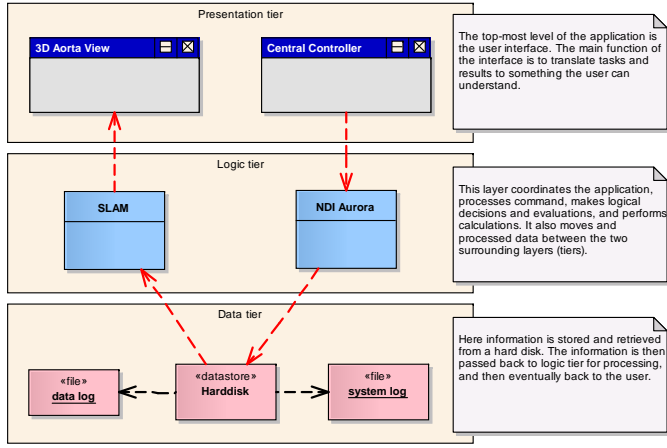 Presentation tier
3D Aorta View
Central Controller
The top-most level of the application is
the user interface. The main function of
the interface is to translate tasks and
results to something the user can
understand.
Logic tier
SLAM
NDI Aurora
This layer coordinates the application,
processes command, makes logical
decisions and evaluations, and performs
calculations. It also moves and
processed data between the two
surrounding layers (tiers).
Data tier
«file»
data log
«datastore»
Harddisk
«file»
system log
Here information is stored and retrieved
from a hard disk. The information is then
passed back to logic tier for processing,
and then eventually back to the user.